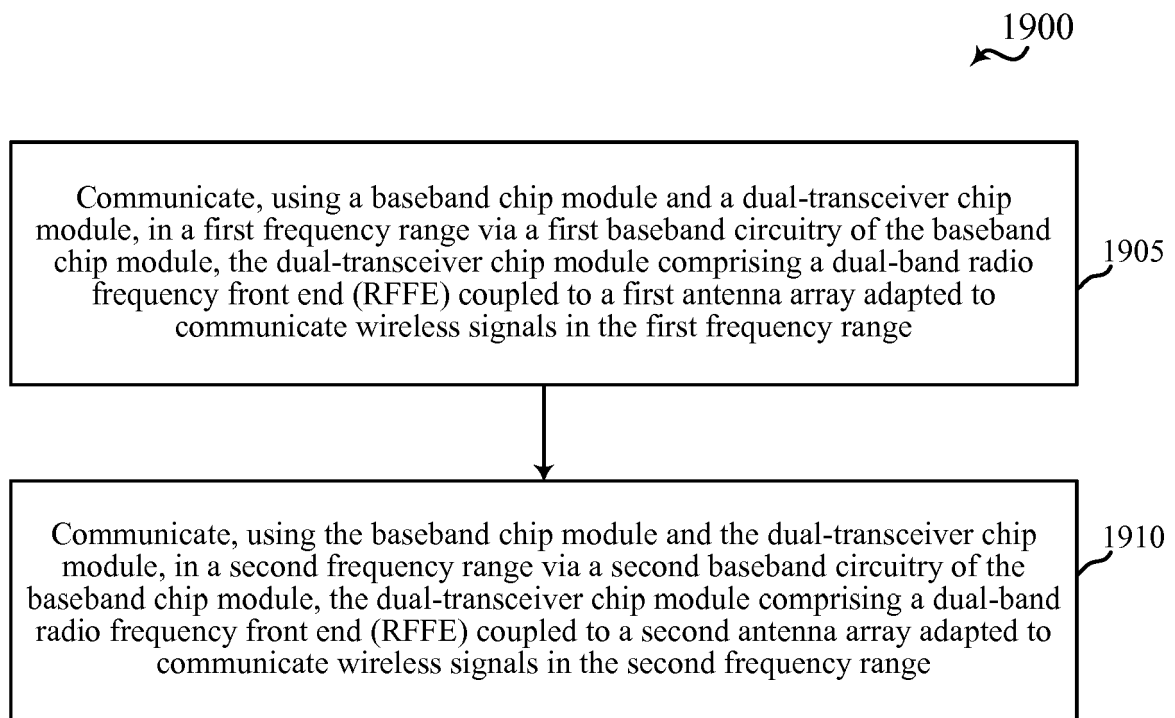 1900
Communicate, using a baseband chip module and a dual-transceiver chip
module, in a first frequency range via a first baseband circuitry of the baseband
chip module, the dual-transceiver chip module comprising a dual-band radio
frequency front end (RFFE) coupled to a first antenna array adapted to
communicate wireless signals in the first frequency range
1905
Communicate, using the baseband chip module and the dual-transceiver chip
module, in a second frequency range via a second baseband circuitry of the
baseband chip module, the dual-transceiver chip module comprising a dual-band
radio frequency front end (RFFE) coupled to a second antenna array adapted to
communicate wireless signals in the second frequency range
1910